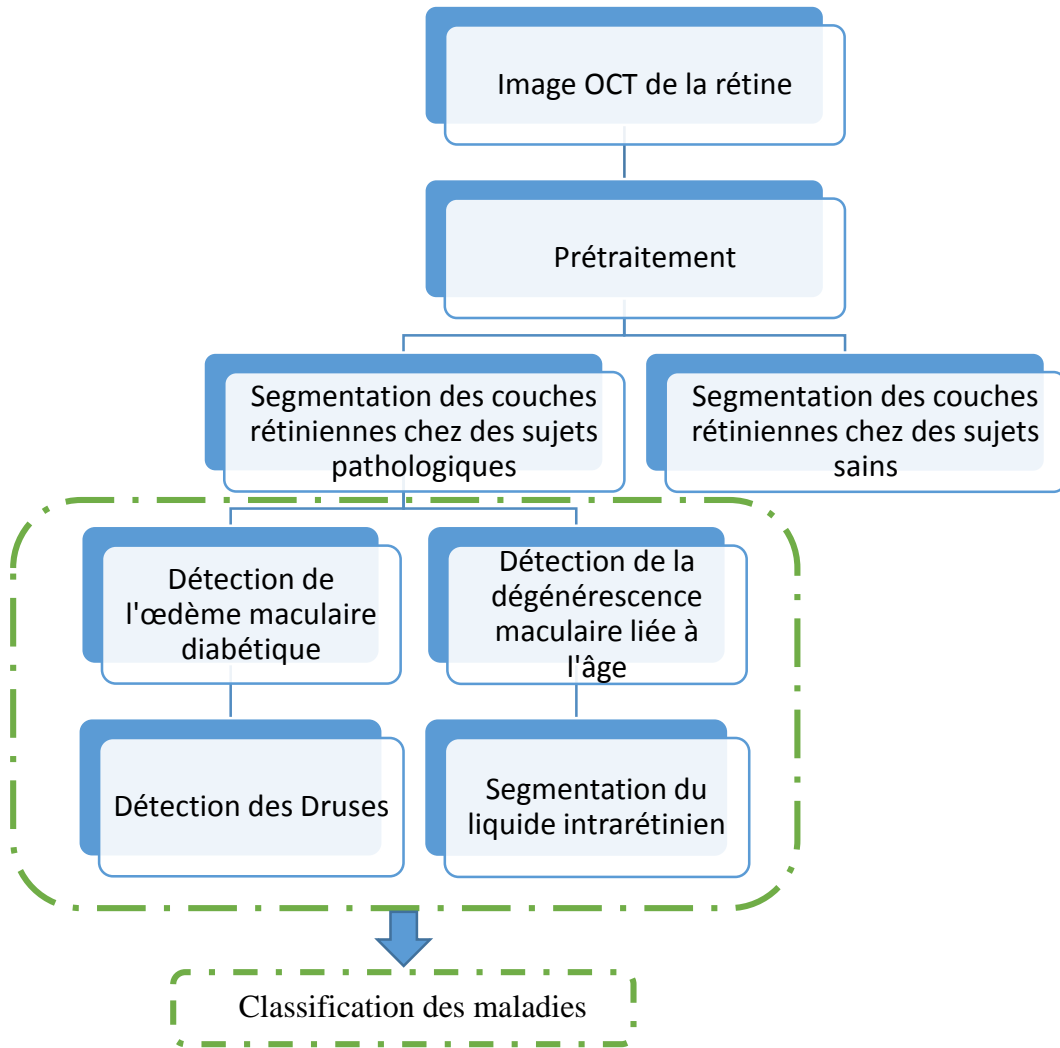 Image OCT de la rétine
Prétraitement
Segmentation des couches
rétiniennes chez des sujets
pathologiques
Segmentation des couches
rétiniennes chez des sujets
sains
Détection de
l'œdème maculaire
diabétique
Détection de la
dégénérescence
maculaire liée à
l'âge
Détection des Druses
Segmentation du
liquide intrarétinien
Classification des maladies